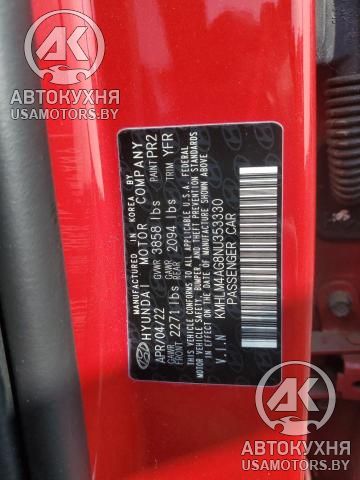 АВТОКУХНЯ
USAMOTORS.BY
MANUFACTURED IN KOREA BY
HYUNDAI MOTOR COMPANY
APR/04/22 GVWR 3858 lbs PAINT PR2
GAWR FRONT 2271 lbs GAWR REAR 2094 lbs TRIM YFR
THIS VEHICLE CONFORMS TO ALL APPLICABLE U.S.A. FEDERAL
MOTOR VEHICLE SAFETY, BUMPER, AND THEFT PREVENTION
STANDARDS IN EFFECT ON THE DATE OF MANUFACTURE SHOWN ABOVE
V.I.N KMHLM4AG8NU353330
PASSENGER CAR
АВТОКУХНЯ
USAMOTORS.BY